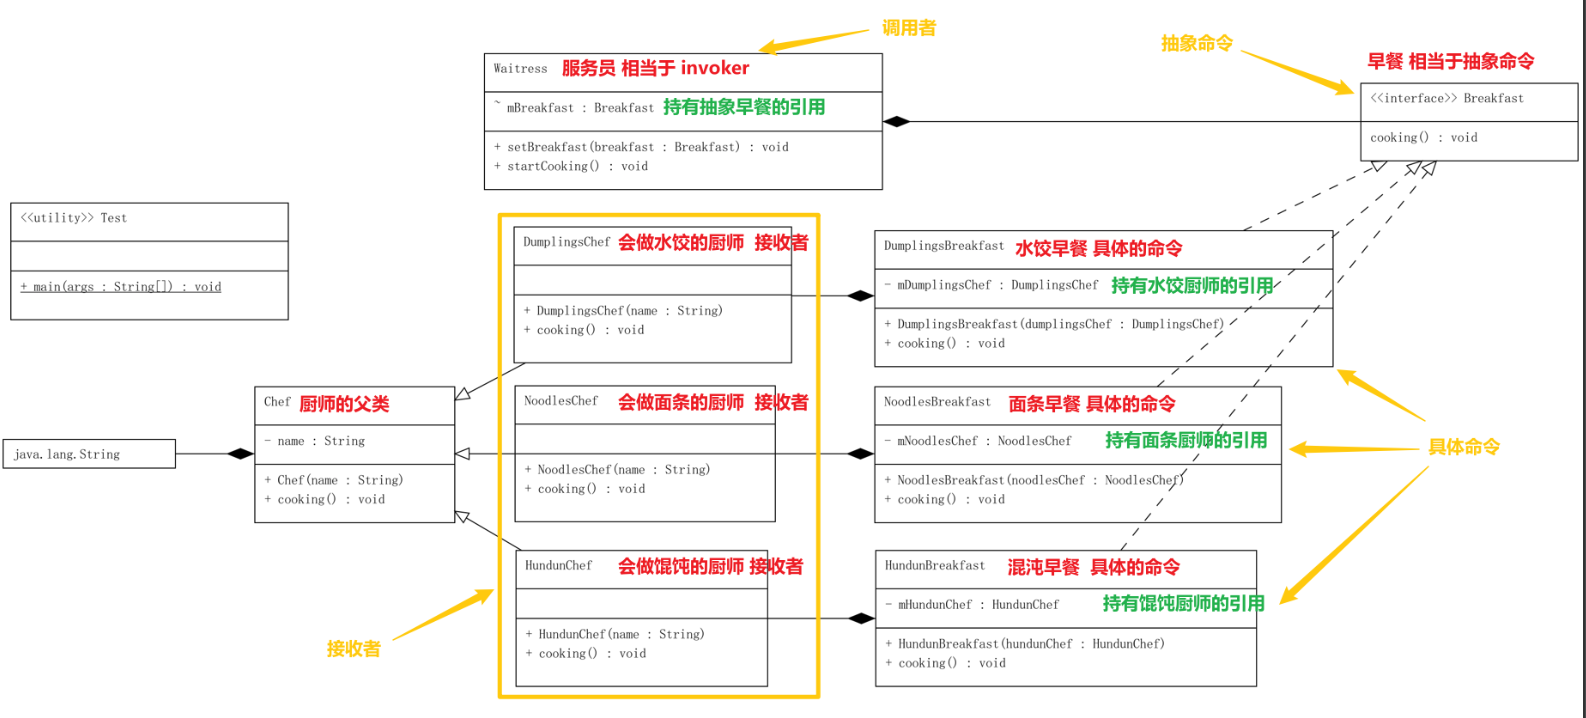 调用者
抽象命令
早餐 相当于抽象命令
Waitress 服务员 相当于 invoker
~ mBreakfast : Breakfast 持有抽象早餐的引用
+ setBreakfast(breakfast : Breakfast) : void
+ startCooking() : void
<<interface>> Breakfast
cooking() : void
<<utility>> Test
+ main(args : String[]) : void
DumplingsChef 会做水饺的厨师 接收者
+ DumplingsChef(name : String)
+ cooking() : void
DumplingsBreakfast 水饺早餐 具体的命令
- mDumplingsChef : DumplingsChef 持有水饺厨师的引用
+ DumplingsBreakfast(dumplingsChef : DumplingsChef)
+ cooking() : void
Chef 厨师的父类
- name : String
+ Chef(name : String)
+ cooking() : void
java.lang.String
NoodlesChef 会做面条的厨师 接收者
+ NoodlesChef(name : String)
+ cooking() : void
NoodlesBreakfast 面条早餐 具体的命令
- mNoodlesChef : NoodlesChef 持有面条厨师的引用
+ NoodlesBreakfast(noodlesChef : NoodlesChef)
+ cooking() : void
具体命令
HundunChef 会做馄饨的厨师 接收者
+ HundunChef(name : String)
+ cooking() : void
HundunBreakfast 混沌早餐 具体的命令
- mHundunChef : HundunChef 持有馄饨厨师的引用
+ HundunBreakfast(hundunChef : HundunChef)
+ cooking() : void
接收者